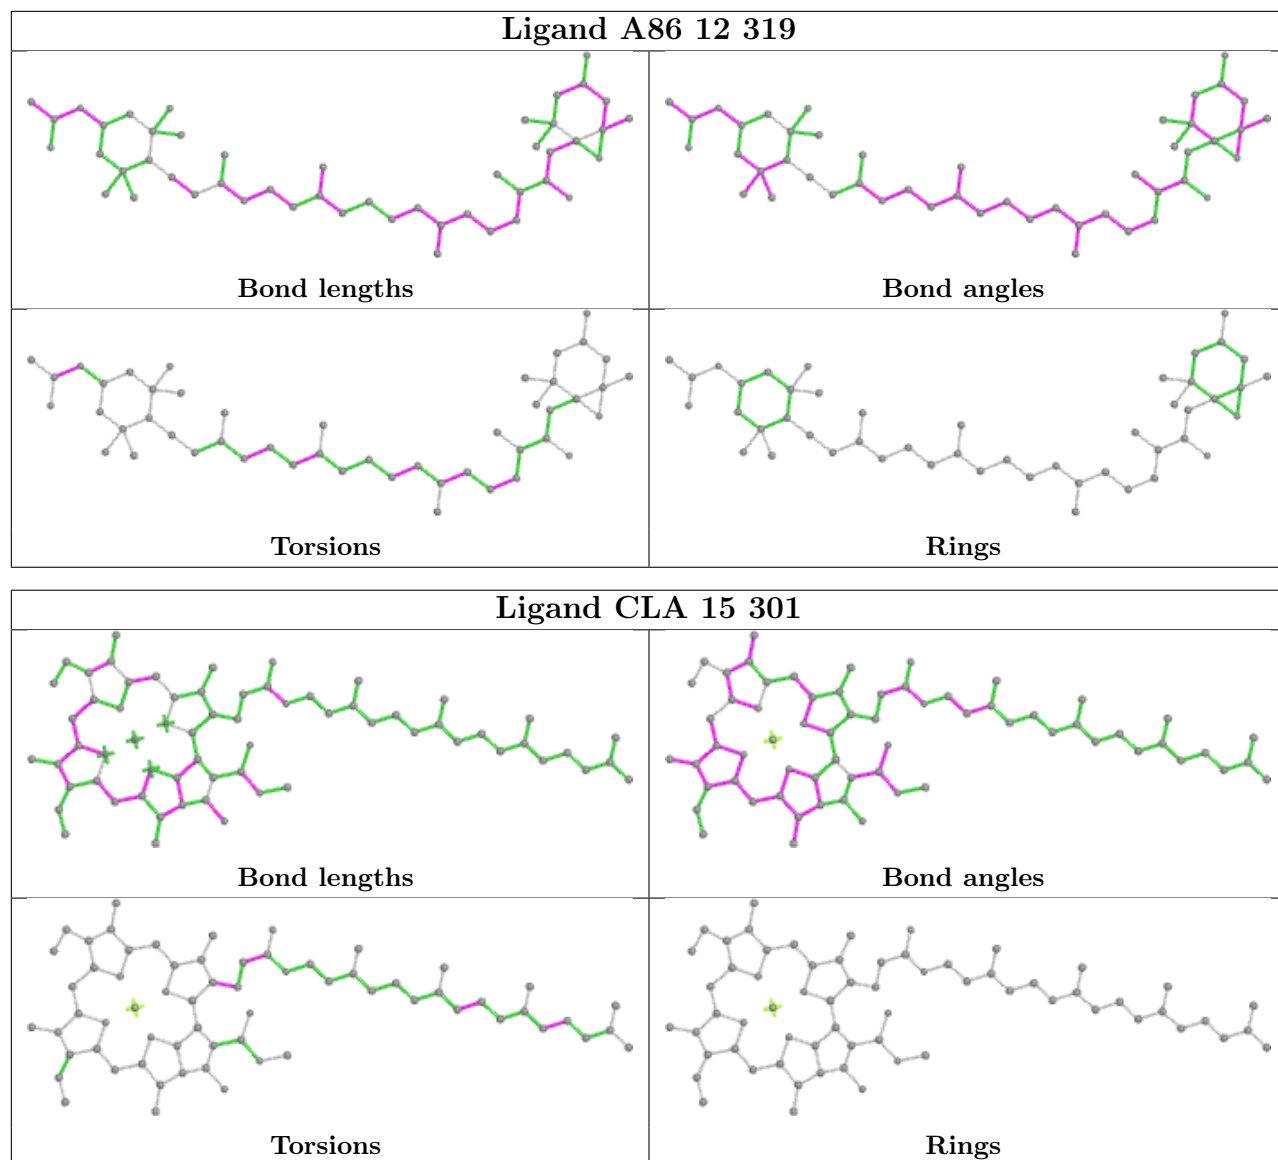 Ligand A86 12 319
Bond lengths
Bond angles
Torsions
Rings
Ligand CLA 15 301
Bond lengths
Bond angles
Torsions
Rings